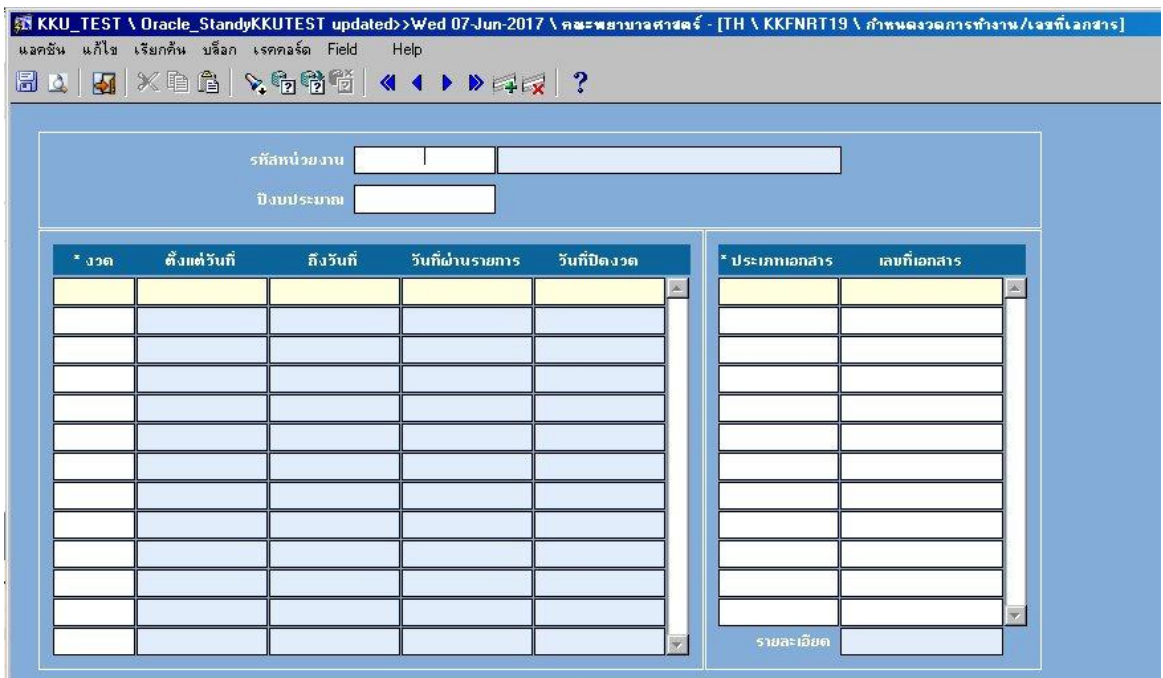 KKU_TEST \ Oracle_StandyKKUTEST updated>>Wed 07-Jun-2017 \ คณะพยาบาลศาสตร์ - [TH \ KKFNRT19 \ กำหนดงวดการทำงาน/เลขที่เอกสาร]
แอคชัน แก้ไข เรียกค้น บล็อก เรคคอร์ด Field Help
รหัสหน่วยงาน
ปีงบประมาณ
* งวด ตั้งแต่วันที่ ถึงวันที่ วันที่ผ่านรายการ วันที่ปิดงวด * ประเภทเอกสาร เลขที่เอกสาร
รายละเอียด